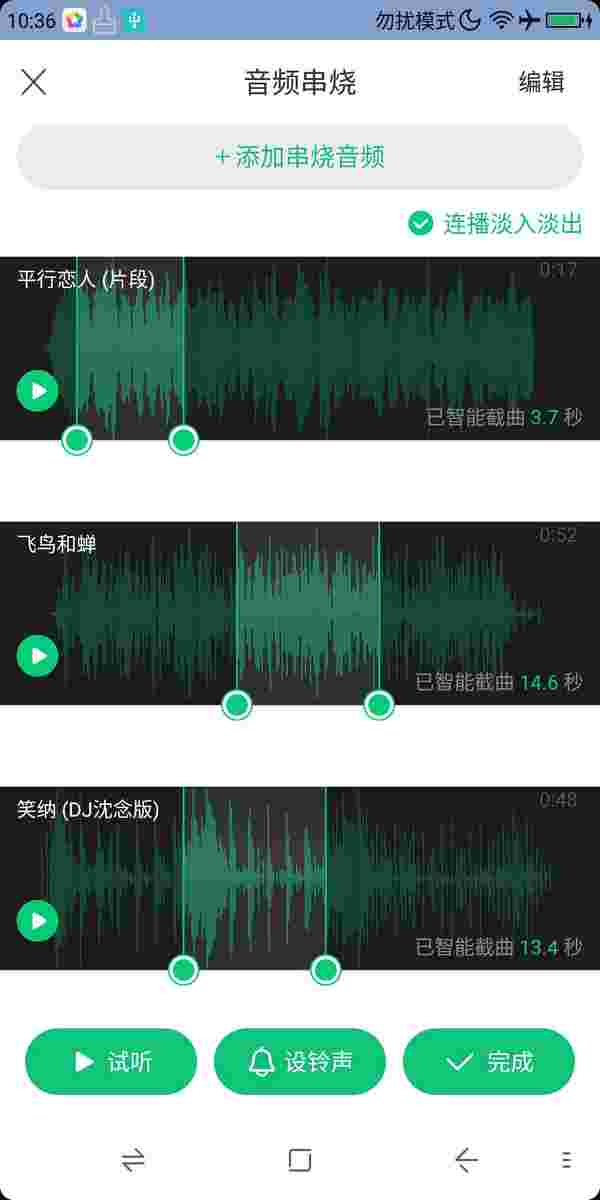 10:36
勿扰模式
音频串烧
编辑
+添加串烧音频
连播淡入淡出
平行恋人 (片段)
0:17
已智能截曲 3.7 秒
飞鸟和蝉
0:52
已智能截曲 14.6 秒
笑纳 (DJ沈念版)
0:48
已智能截曲 13.4 秒
试听
设铃声
完成